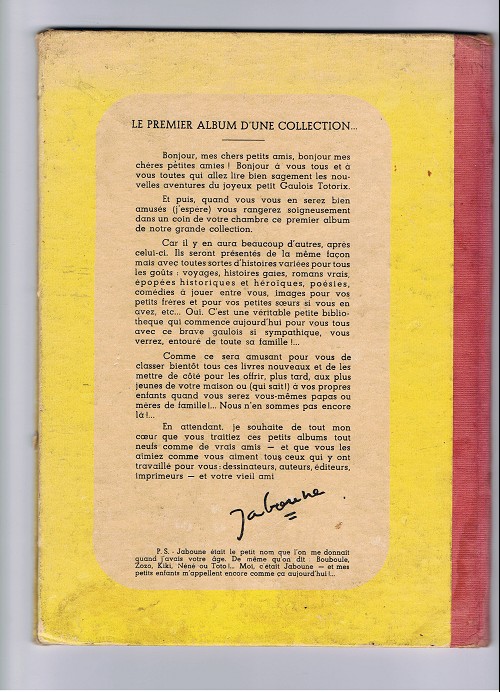 LE PREMIER ALBUM D'UNE COLLECTION...
Bonjour, mes chers petits amis, bonjour mes
chères petites amies ! Bonjour à vous tous et à
vous toutes qui allez lire bien sagement les nou-
velles aventures du joyeux petit Gaulois Totorix.
Et puis, quand vous vous en serez bien
amusés (j'espère) vous rangerez soigneusement
dans un coin de votre chambre ce premier album
de notre grande collection.
Car il y en aura beaucoup d'autres, après
celui-ci. Ils seront présentés de la même façon
mais avec toutes sortes d'histoires variées pour tous
les goûts : voyages, histoires gaies, romans vrais,
épopées historiques et héroïques, poésies,
comédies à jouer entre vous, images pour vos
petits frères et pour vos petites sœurs si vous en
avez, etc... Oui. C'est une véritable petite biblio-
theque qui commence aujourd'hui pour vous tous
avec ce brave gaulois si sympathique, vous
verrez, entouré de toute sa famille !...
Comme ce sera amusant pour vous de
classer bientôt tous ces livres nouveaux et de les
mettre de côté pour les offrir, plus tard, aux plus
jeunes de votre maison ou (qui sait!) à vos propres
enfants quand vous serez vous-mêmes papas ou
mères de famille!... Nous n'en sommes pas encore
là !...
En attendant, je souhaite de tout mon
cœur que vous traitiez ces petits albums tout
neufs comme de vrais amis — et que vous les
aimiez comme vous aiment tous ceux qui y ont
travaillé pour vous : dessinateurs, auteurs, éditeurs,
imprimeurs — et votre vieil ami
Jaboune
P. S. - Jaboune était le petit nom que l'on me donnait
quand j'avais votre âge. De même qu'on dit : Bouboule,
Zozo, Kiki, Néné ou Toto !... Moi, c'était Jaboune — et mes
petits enfants m'appellent encore comme ça aujourd'hui !...